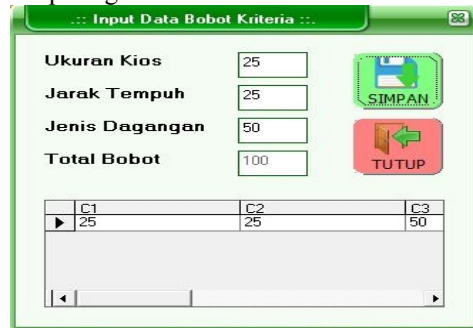 .:: Input Data Bobot Kriteria ::.
Ukuran Kios 25
Jarak Tempuh 25
SIMPAN
Jenis Dagangan 50
Total Bobot 100
TUTUP
C1 C2 C3
25 25 50